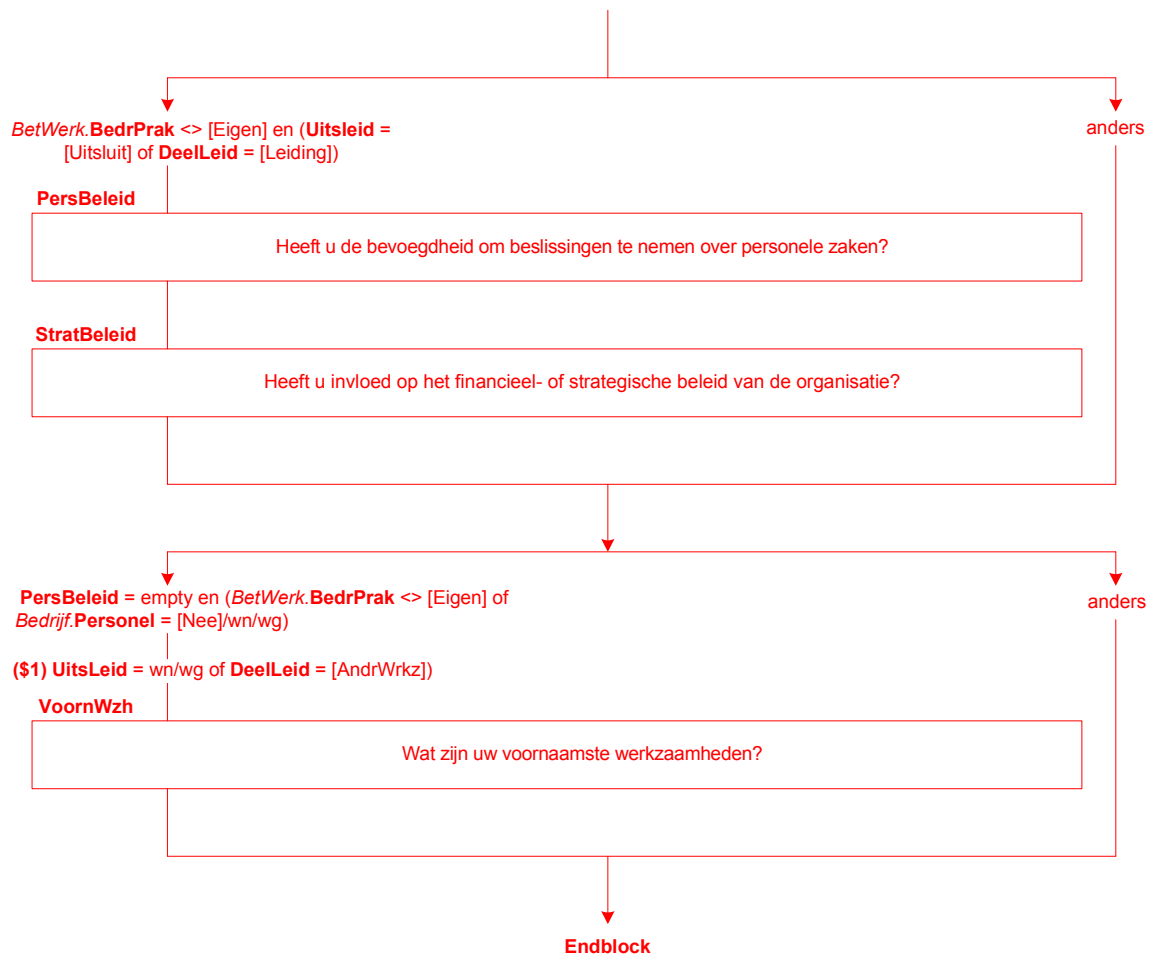 BetWerk.BedrPrak <> [Eigen] en (Uitsleid =
[Uitsluit] of DeelLeid = [Leiding])
anders
PersBeleid
Heeft u de bevoegdheid om beslissingen te nemen over personele zaken?
StratBeleid
Heeft u invloed op het financieel- of strategische beleid van de organisatie?
PersBeleid = empty en (BetWerk.BedrPrak <> [Eigen] of
Bedrijf.Personel = [Nee]/wn/wg)
anders
($1) UitsLeid = wn/wg of DeelLeid = [AndrWrkz])
VoornWzh
Wat zijn uw voornaamste werkzaamheden?
Endblock